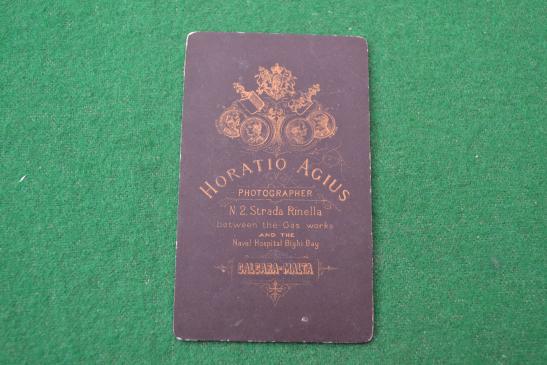 HORATIO AGIUS
PHOTOGRAPHER
N. 2. Strada Rinella
between the Gas works
AND THE
Naval Hospital Bighi Bay
CALCARA-MALTA